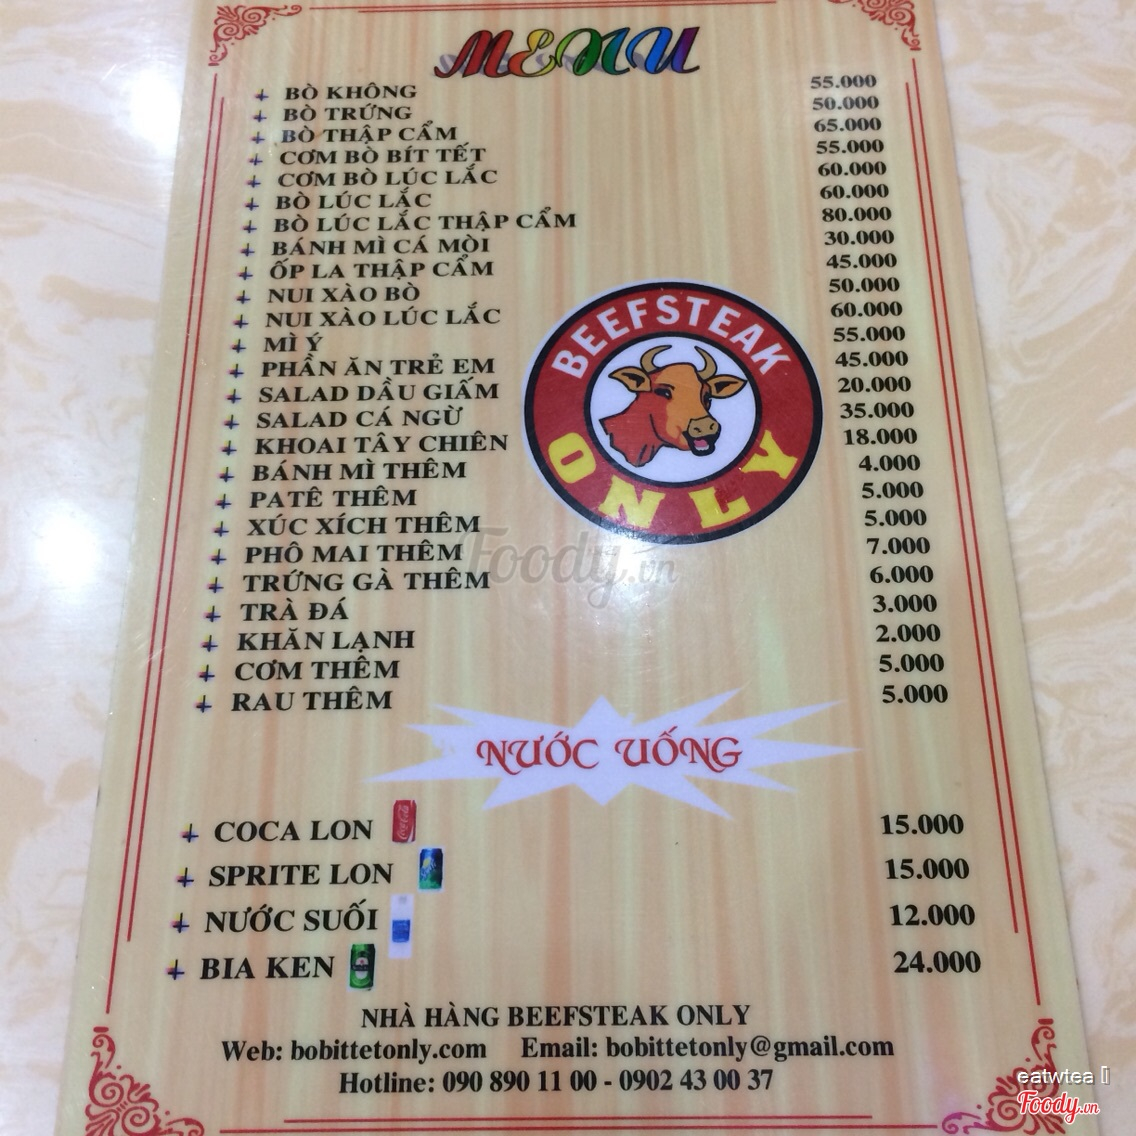 MENU
BÒ KHÔNG 55.000
BÒ TRỨNG 50.000
BÒ THẬP CẨM 65.000
CƠM BÒ BÍT TẾT 55.000
CƠM BÒ LÚC LẮC 60.000
BÒ LÚC LẮC 60.000
BÒ LÚC LẮC THẬP CẨM 80.000
BÁNH MÌ CÁ MÒI 30.000
ỐP LA THẬP CẨM 45.000
NUI XÀO BÒ 50.000
NUI XÀO LÚC LẮC 60.000
MÌ Ý 55.000
PHẦN ĂN TRẺ EM 45.000
SALAD DẦU GIẤM 20.000
SALAD CÁ NGỪ 35.000
KHOAI TÂY CHIÊN 18.000
BÁNH MÌ THÊM 4.000
PATÊ THÊM 5.000
XÚC XÍCH THÊM 5.000
PHÔ MAI THÊM 7.000
TRỨNG GÀ THÊM 6.000
TRÀ ĐÁ 3.000
KHĂN LẠNH 2.000
CƠM THÊM 5.000
RAU THÊM 5.000
BEEFSTEAK
ONLY
Foody.vn
NƯỚC UỐNG
COCA LON 15.000
SPRITE LON 15.000
NƯỚC SUỐI 12.000
BIA KEN 24.000
NHÀ HÀNG BEEFSTEAK ONLY
Web: bobittetonly.com Email: bobittetonly@gmail.com
Hotline: 090 890 11 00 - 0902 43 00 37
eatwtea
Foody.vn